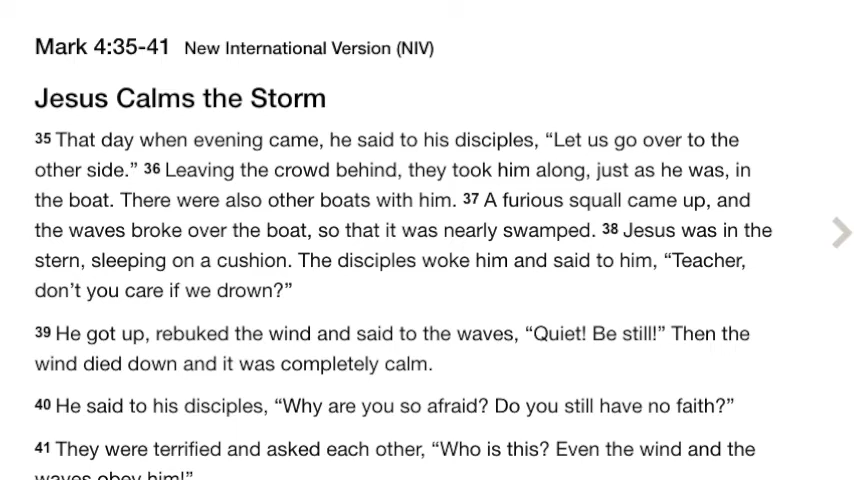 Mark 4:35-41 New International Version (NIV)
Jesus Calms the Storm
35 That day when evening came, he said to his disciples, “Let us go over to the
other side.” 36 Leaving the crowd behind, they took him along, just as he was, in
the boat. There were also other boats with him. 37 A furious squall came up, and
the waves broke over the boat, so that it was nearly swamped. 38 Jesus was in the
stern, sleeping on a cushion. The disciples woke him and said to him, “Teacher,
don’t you care if we drown?”
39 He got up, rebuked the wind and said to the waves, “Quiet! Be still!” Then the
wind died down and it was completely calm.
40 He said to his disciples, “Why are you so afraid? Do you still have no faith?”
41 They were terrified and asked each other, “Who is this? Even the wind and the
waves obey him!”